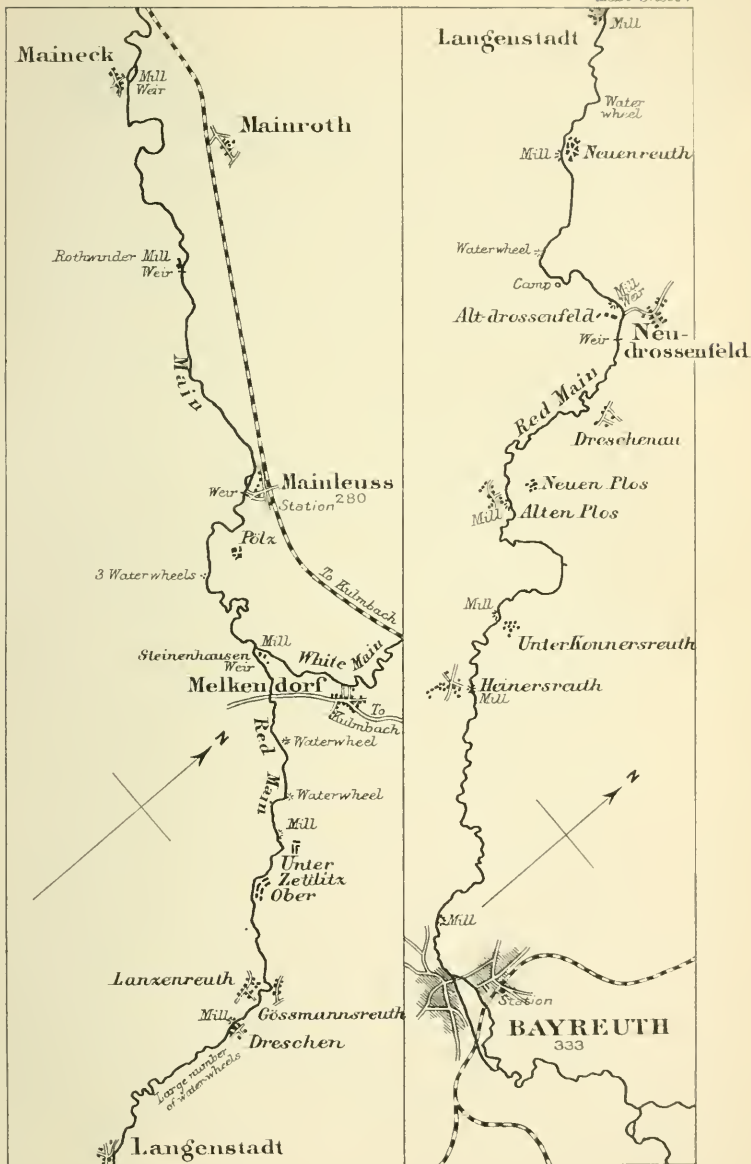 Maineck
Mill
Weir
Mainroth
Rothwinder Mill
Weir
Main
Mainleuss
Weir
Station 280
Pölz
3 Waterwheels
To Kulmbach
Mill
Steinenhausen
Weir
White Main
Melkendorf
To
Kulmbach
Red Main
Waterwheel
N
Waterwheel
Mill
Unter
Zettlitz
Ober
Lanzenreuth
Gössmannsreuth
Mill
Dreschen
Large number
of waterwheels
Langenstadt
Langenstadt
Mill
Water
wheel
Mill
Neuenreuth
Waterwheel
Camp
Mill
Weir
Alt-drossenfeld
Weir
Neu-
drossenfeld
Red Main
Dreschenau
Neuen Plos
Mill
Alten Plos
Mill
Unter Konnersreuth
Heinersreuth
Mill
N
Mill
Station
BAYREUTH
333